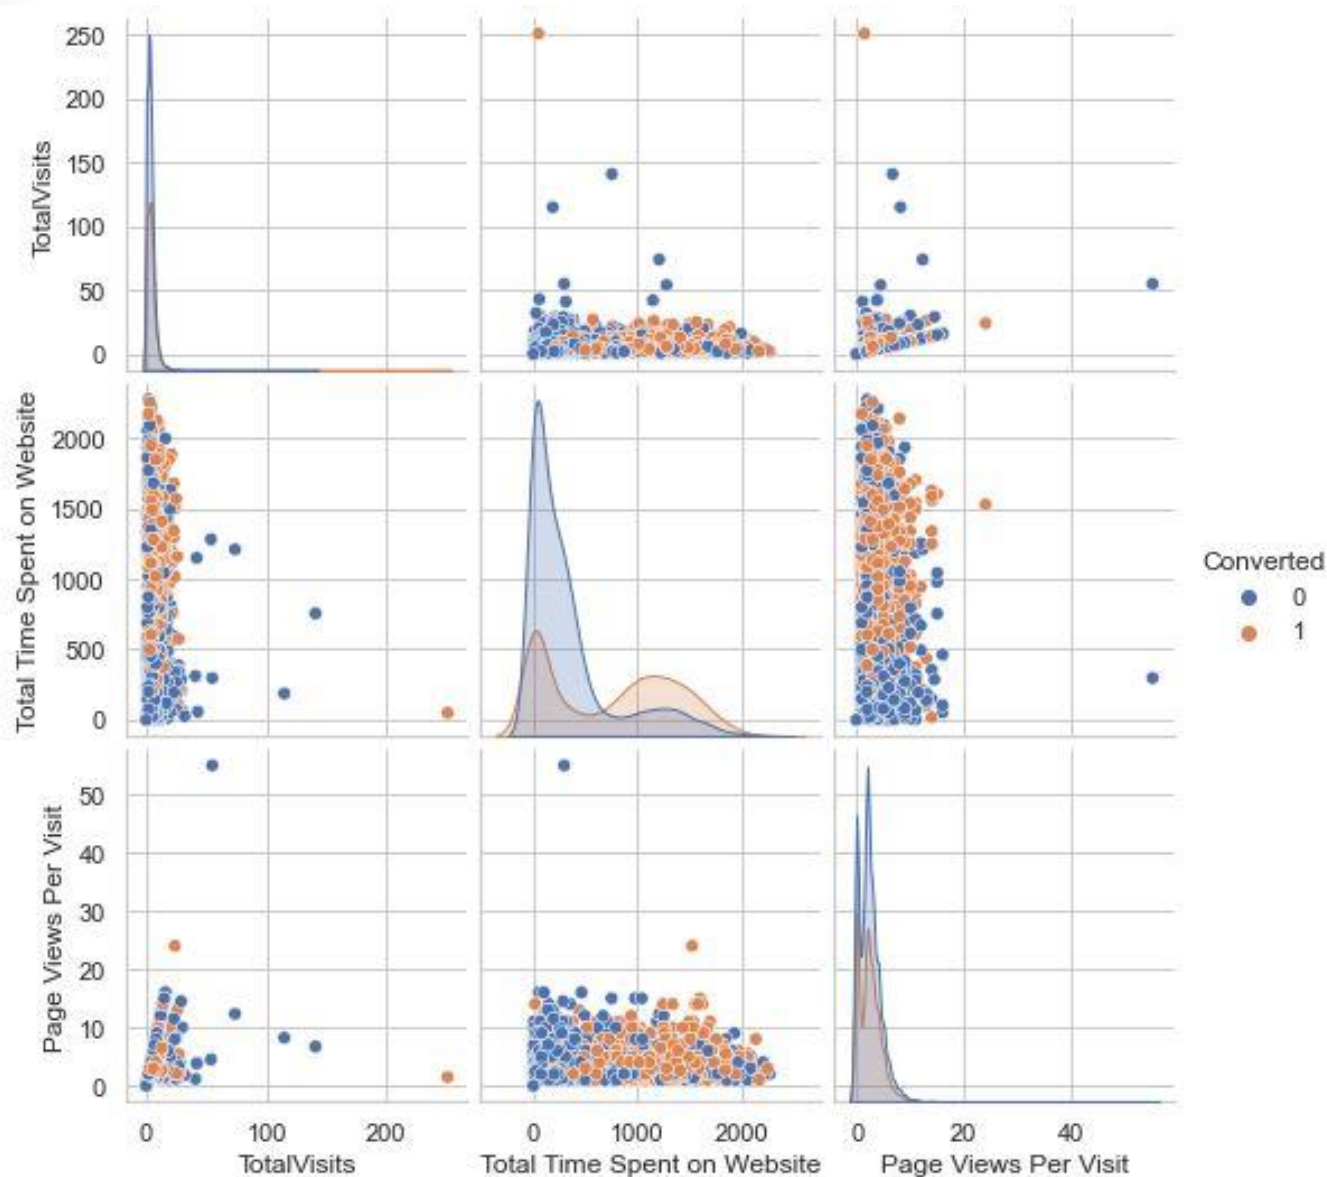 250
200
150
100
50
0
TotalVisits
2000
1500
1000
500
0
Total Time Spent on Website
Converted
0
1
50
40
30
20
10
0
Page Views Per Visit
0 100 200
0 1000 2000
0 20 40
TotalVisits
Total Time Spent on Website
Page Views Per Visit